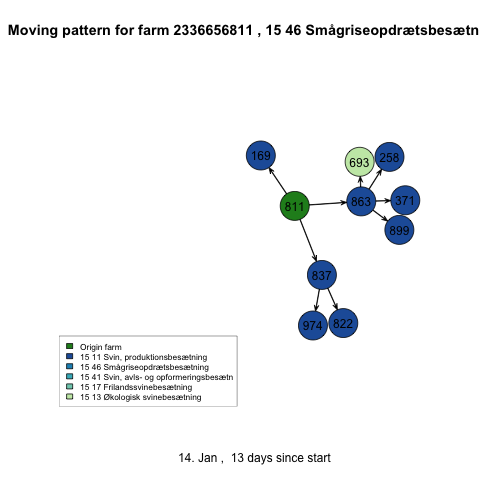 Moving pattern for farm 2336656811 , 15 46 Smågriseopdrætsbesætn
169
693
258
811
863
371
899
837
974
822
Origin farm
15 11 Svin, produktionsbesætning
15 46 Smågriseopdrætsbesætning
15 41 Svin, avls- og opformeringsbesætn
15 17 Frilandssvinebesætning
15 13 Økologisk svinebesætning
14. Jan ,  13 days since start